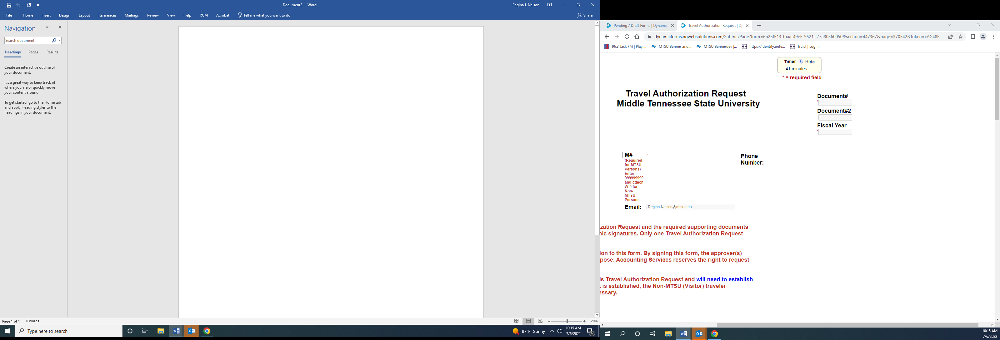 Document2 - Word
Regina J. Nelson
File Home Insert Design Layout References Mailings Review View Help RCM Acrobat Tell me what you want to do
Share
Navigation
Search document
Headings Pages Results
Create an interactive outline of
your document.
It's a great way to keep track of
where you are or quickly move
your content around.
To get started, go to the Home tab
and apply Heading styles to the
headings in your document.
Page 1 of 1 0 words
120%
Type here to search
87°F Sunny
10:15 AM
7/6/2022
17
Pending / Draft Forms | Dynamic
Travel Authorization Request | D
dynamicforms.ngwebsolutions.com/Submit/Page?form=6b25f513-fbaa-49e5-9521-f77a80360050&section=447367&page=370542&token=cAG48E...
96.3 Jack FM | Playi... MTSU Banner and... MTSU Bannerdev |... https://identity.ente... Truist | Log in
Timer Hide
41 minutes
* = required field
Travel Authorization Request
Middle Tennessee State University
Document#
*
Document#2
Fiscal Year
*
M#
*
(Required
for MTSU
Persons)
Enter
999999999
and attach
W-9 for
Non-
MTSU
Persons.
Phone
Number:
Email: Regina.Nelson@mtsu.edu
zation Request and the required supporting documents
nic signatures. Only one Travel Authorization Request
ion to this form. By signing this form, the approver(s)
pose. Accounting Services reserves the right to request
is Travel Authorization Request and will need to establish
t is established, the Non-MTSU (Visitor) traveler
essary.
10:15 AM
7/6/2022